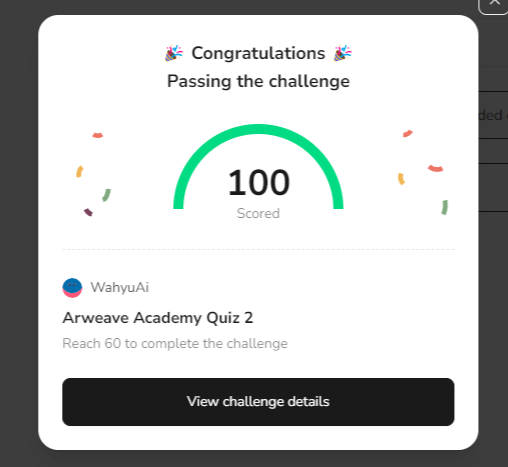 🎉 Congratulations 🎉
Passing the challenge
ded
100
Scored
WahyuAi
Arweave Academy Quiz 2
Reach 60 to complete the challenge
View challenge details